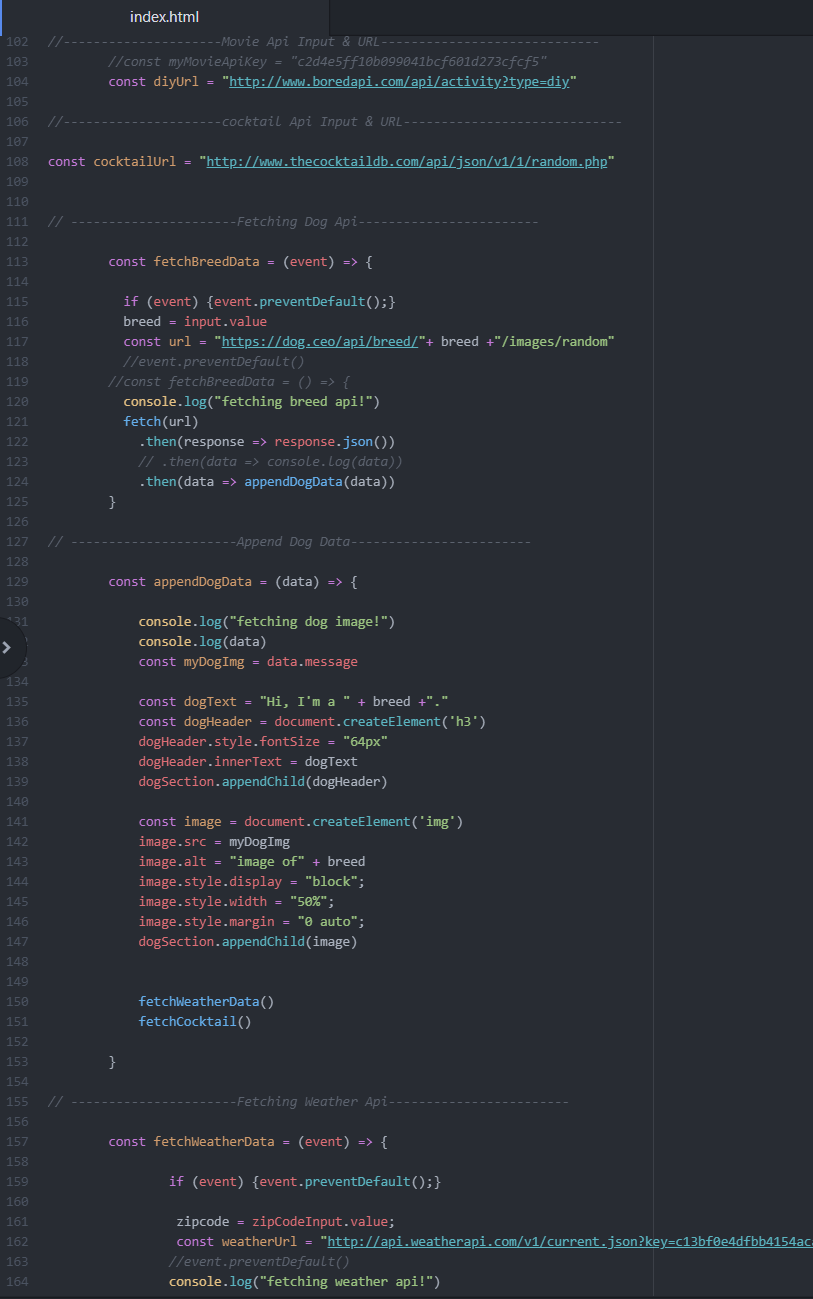 index.html
102 //---------------------Movie Api Input & URL-----------------------------
103 //const myMovieApiKey = "c2d4e5ff10b099041bcf601d273cfcf5"
104 const diyUrl = "http://www.boredapi.com/api/activity?type=diy"
105
106 //---------------------cocktail Api Input & URL-----------------------------
107
108 const cocktailUrl = "http://www.thecocktaildb.com/api/json/v1/1/random.php"
109
110
111 // ----------------------Fetching Dog Api------------------------
112
113 const fetchBreedData = (event) => {
114
115 if (event) {event.preventDefault();}
116 breed = input.value
117 const url = "https://dog.ceo/api/breed/"+ breed +"/images/random"
118 //event.preventDefault()
119 //const fetchBreedData = () => {
120 console.log("fetching breed api!")
121 fetch(url)
122 .then(response => response.json())
123 // .then(data => console.log(data))
124 .then(data => appendDogData(data))
125 }
126
127 // ----------------------Append Dog Data------------------------
128
129 const appendDogData = (data) => {
130
131 console.log("fetching dog image!")
console.log(data)
3 const myDogImg = data.message
134
135 const dogText = "Hi, I'm a " + breed +"."
136 const dogHeader = document.createElement('h3')
137 dogHeader.style.fontSize = "64px"
138 dogHeader.innerText = dogText
139 dogSection.appendChild(dogHeader)
140
141 const image = document.createElement('img')
142 image.src = myDogImg
143 image.alt = "image of" + breed
144 image.style.display = "block";
145 image.style.width = "50%";
146 image.style.margin = "0 auto";
147 dogSection.appendChild(image)
148
149
150 fetchWeatherData()
151 fetchCocktail()
152
153 }
154
155 // ----------------------Fetching Weather Api------------------------
156
157 const fetchWeatherData = (event) => {
158
159 if (event) {event.preventDefault();}
160
161 zipcode = zipCodeInput.value;
162 const weatherUrl = "http://api.weatherapi.com/v1/current.json?key=c13bf0e4dfbb4154aca
163 //event.preventDefault()
164 console.log("fetching weather api!")